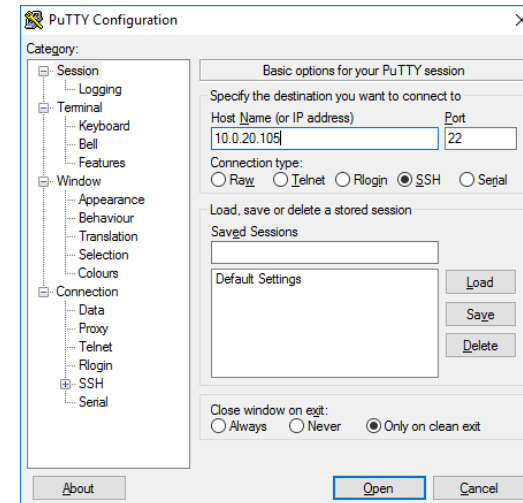 PuTTY Configuration
Category:
Session
Logging
Terminal
Keyboard
Bell
Features
Window
Appearance
Behaviour
Translation
Selection
Colours
Connection
Data
Proxy
Telnet
Rlogin
SSH
Serial
Basic options for your PuTTY session
Specify the destination you want to connect to
Host Name (or IP address) Port
10.0.20.105 22
Connection type:
Raw Telnet Rlogin SSH Serial
Load, save or delete a stored session
Saved Sessions
Default Settings
Load
Save
Delete
Close window on exit:
Always Never Only on clean exit
About Open Cancel